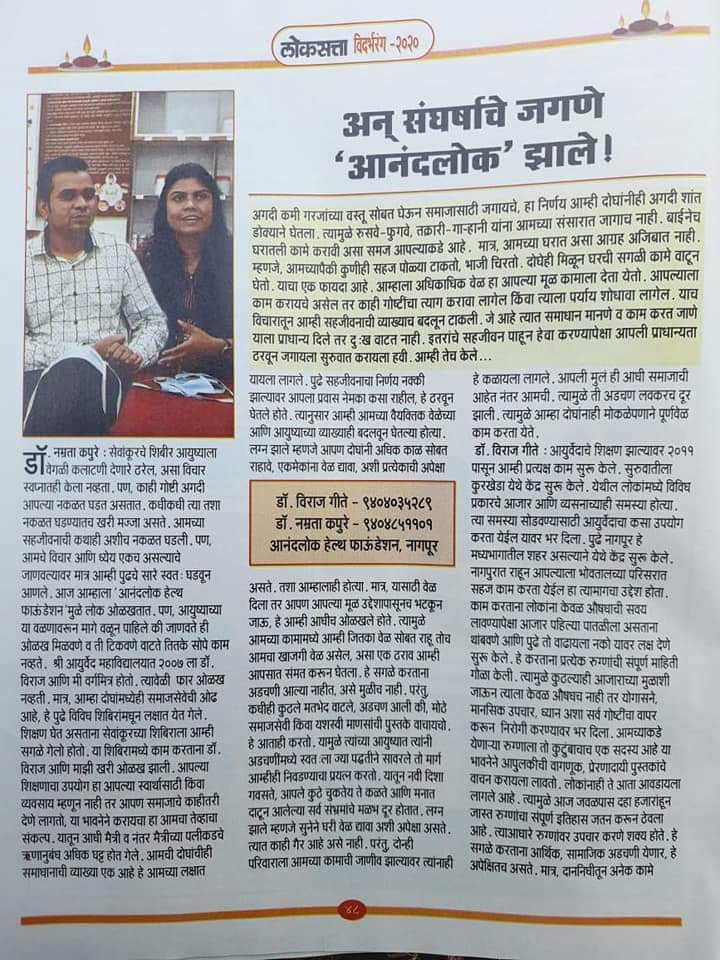 लोकसत्ता विदर्भरंग -२०२०
अन् संघर्षाचे जगणे
‘आनंदलोक’ झाले!
अगदी कमी गरजांच्या वस्तू सोबत घेऊन समाजासाठी जगायचे, हा निर्णय आम्ही दोघांनीही अगदी शांत
डोक्याने घेतला. त्यामुळे रुसवे-फुगवे, तक्रारी-गाऱ्हानी यांना आमच्या संसारात जागाच नाही. बाईनेच
घरातली कामे करावी असा समज आपल्याकडे आहे. मात्र, आमच्या घरात असा आग्रह अजिबात नाही.
म्हणजे, आमच्यापैकी कुणीही सहज पोळ्या टाकतो, भाजी चिरतो. दोघेही मिळून घरची सगळी कामे वाटून
घेतो. याचा एक फायदा आहे. आम्हाला अधिकाधिक वेळ हा आपल्या मूळ कामाला देता येतो. आपल्याला
काम करायचे असेल तर काही गोष्टींचा त्याग करावा लागेल किंवा त्याला पर्याय शोधावा लागेल. याच
विचारातून आम्ही सहजीवनाची व्याख्याच बदलून टाकली. जे आहे त्यात समाधान मानणे व काम करत जाणे
याला प्राधान्य दिले तर दुःख वाटत नाही. इतरांचे सहजीवन पाहून हेवा करण्यापेक्षा आपली प्राधान्यता
ठरवून जगायला सुरुवात करायला हवी. आम्ही तेच केले...
डॉ. नम्रता कपुरे : सेवांकुरचे शिबीर आयुष्याला
वेगळी कलाटणी देणारे ठरेल, असा विचार
स्वप्नातही केला नव्हता. पण, काही गोष्टी अगदी
आपल्या नकळत घडत असतात. कधीकधी त्या तशा
नकळत घडण्यातच खरी मज्जा असते. आमच्या
सहजीवनाची कथाही अशीच नकळत घडली. पण,
आमचे विचार आणि ध्येय एकच असल्याचे
जाणवल्यावर मात्र आम्ही पुढचे सारे स्वतः घडवून
आणले. आज आम्हाला 'आनंदलोक हेल्थ
फाऊंडेशन'मुळे लोक ओळखतात. पण, आयुष्याच्या
या वळणावरून मागे वळून पाहिले की जाणवते ही
ओळख मिळवणे व ती टिकवणे वाटते तितके सोपे काम
नव्हते. श्री आयुर्वेद महाविद्यालयात २००७ ला डॉ.
विराज आणि मी वर्गमित्र होतो. त्यावेळी फार ओळख
नव्हती. मात्र, आम्हा दोघांमध्येही समाजसेवेची ओढ
आहे, हे पुढे विविध शिबिरांमधून लक्षात येत गेले.
शिक्षण घेत असताना सेवांकुरच्या शिबिराला आम्ही
सगळे गेलो होतो. या शिबिरामध्ये काम करताना डॉ.
विराज आणि माझी खरी ओळख झाली. आपल्या
शिक्षणाचा उपयोग हा आपल्या स्वार्थासाठी किंवा
व्यवसाय म्हणून नाही तर आपण समाजाचे काहीतरी
देणे लागतो, या भावनेने करायचा हा आमचा तेव्हाचा
संकल्प. यातून आधी मैत्री व नंतर मैत्रीच्या पलीकडचे
ऋणानुबंध अधिक घट्ट होत गेले. आमची दोघांचीही
समाधानाची व्याख्या एक आहे हे आमच्या लक्षात
यायला लागले. पुढे सहजीवनाचा निर्णय नक्की
झाल्यावर आपला प्रवास नेमका कसा राहील, हे ठरवून
घेतले होते. त्यानुसार आम्ही आमच्या वैयक्तिक वेळेच्या
आणि आयुष्याच्या व्याख्याही बदलवून घेतल्या होत्या.
लग्न झाले म्हणजे आपण दोघांनी अधिक काळ सोबत
राहावे, एकमेकांना वेळ द्यावा, अशी प्रत्येकाची अपेक्षा
डॉ. विराज गीते - ९४०४०३५२८९
डॉ. नम्रता कपुरे - ९४०४८५११०१
आनंदलोक हेल्थ फाऊंडेशन, नागपूर
असते. तशा आम्हालाही होत्या. मात्र, यासाठी वेळ
दिला तर आपण आपल्या मूळ उद्देशापासूनच भटकून
जाऊ, हे आम्ही आधीच ओळखले होते. त्यामुळे
आमच्या कामामध्ये आम्ही जितका वेळ सोबत राहू तोच
आमचा खाजगी वेळ असेल, असा एक ठराव आम्ही
आपसात संमत करून घेतला. हे सगळे करताना
अडचणी आल्या नाहीत, असे मुळीच नाही. परंतु,
कधीही कुठले मतभेद वाटले, अडचण आली की, मोठे
समाजसेवी किंवा यशस्वी माणसांची पुस्तके वाचायचो.
हे आताही करतो. यामुळे त्यांच्या आयुष्यात त्यांनी
अडचणींमध्ये स्वतःला ज्या पद्धतीने सावरले तो मार्ग
आम्हीही निवडण्याचा प्रयत्न करतो. यातून नवी दिशा
गवसते, आपले कुठे चुकतेय ते कळते आणि मनात
दाटून आलेल्या सर्व संभ्रमांचे मळभ दूर होतात. लग्न
झाले म्हणजे सुनेने घरी वेळ द्यावा अशी अपेक्षा असते.
त्यात काही गैर आहे असे नाही. परंतु, दोन्ही
परिवाराला आमच्या कामाची जाणीव झाल्यावर त्यांनाही
हे कळायला लागले. आपली मुलं ही आधी समाजाची
आहेत नंतर आमची. त्यामुळे ती अडचण लवकरच दूर
झाली. त्यामुळे आम्हा दोघांनाही मोकळेपणाने पूर्णवेळ
काम करता येते.
डॉ. विराज गीते : आयुर्वेदाचे शिक्षण झाल्यावर २०११
पासून आम्ही प्रत्यक्ष काम सुरू केले. सुरुवातीला
कुरखेडा येथे केंद्र सुरू केले. येथील लोकांमध्ये विविध
प्रकारचे आजार आणि व्यसनाच्याही समस्या होत्या.
त्या समस्या सोडवण्यासाठी आयुर्वेदाचा कसा उपयोग
करता येईल यावर भर दिला. पुढे नागपूर हे
मध्यभागातील शहर असल्याने येथे केंद्र सुरू केले.
नागपुरात राहून आपल्याला भोवतालच्या परिसरात
सहज काम करता येईल हा त्यामागचा उद्देश होता.
काम करताना लोकांना केवळ औषधाची सवय
लावण्यापेक्षा आजार पहिल्या पातळीला असताना
थांबवणे आणि पुढे तो वाढायला नको यावर लक्ष देणे
सुरू केले. हे करताना प्रत्येक रुग्णांची संपूर्ण माहिती
गोळा केली. त्यामुळे कुठल्याही आजाराच्या मुळाशी
जाऊन त्याला केवळ औषधच नाही तर योगासने,
मानसिक उपचार, ध्यान अशा सर्व गोष्टींचा वापर
करून निरोगी करण्यावर भर दिला. आमच्याकडे
येणाऱ्या रुग्णाला तो कुटुंबाचाच एक सदस्य आहे या
भावनेने आपुलकीची वागणूक, प्रेरणादायी पुस्तकांचे
वाचन करायला लावतो. लोकांनाही ते आता आवडायला
लागले आहे. त्यामुळे आज जवळपास दहा हजारांहून
जास्त रुग्णांचा संपूर्ण इतिहास जतन करून ठेवला
आहे. त्याआधारे रुग्णांवर उपचार करणे शक्य होते. हे
सगळे करताना आर्थिक, सामाजिक अडचणी येणार, हे
अपेक्षितच असते. मात्र, दाननिधीतून अनेक कामे
४८